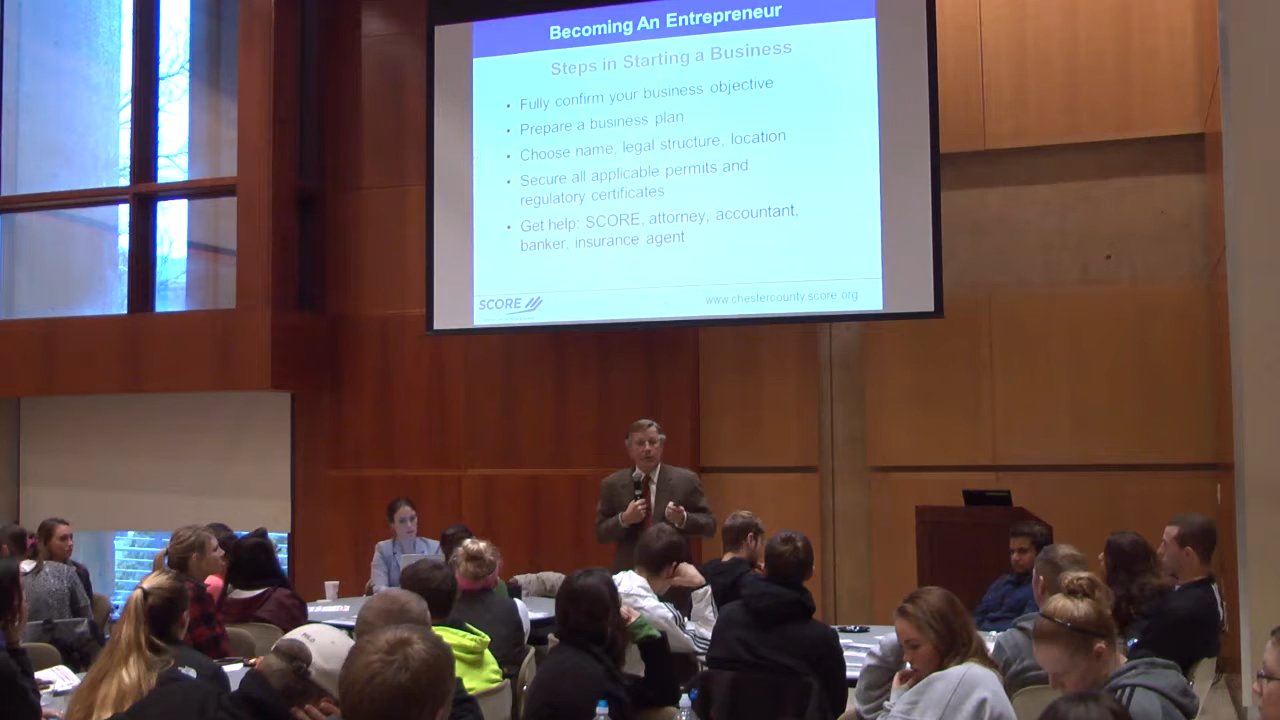 Becoming An Entrepreneur
Steps in Starting a Business
• Fully confirm your business objective
• Prepare a business plan
• Choose name, legal structure, location
• Secure all applicable permits and
regulatory certificates
• Get help: SCORE, attorney, accountant,
banker, insurance agent
SCORE
www.chestercounty.score.org